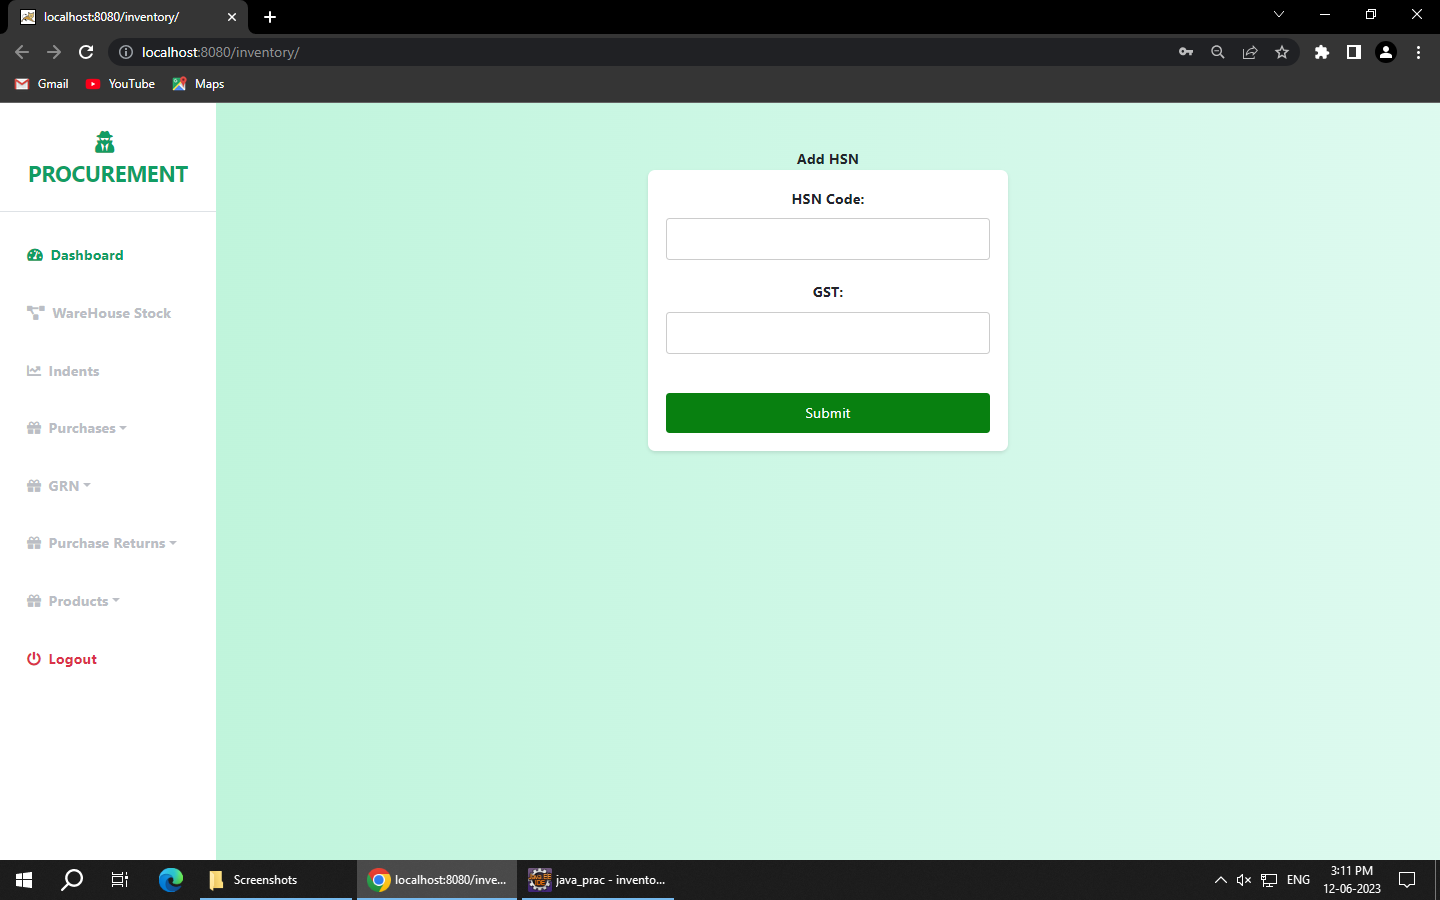 localhost:8080/inventory/
localhost:8080/inventory/
Gmail
YouTube
Maps
PROCUREMENT
Dashboard
WareHouse Stock
Indents
Purchases
GRN
Purchase Returns
Products
Logout
Add HSN
HSN Code:
GST:
Submit
Screenshots
localhost:8080/inve...
java_prac - invento...
ENG
3:11 PM
12-06-2023